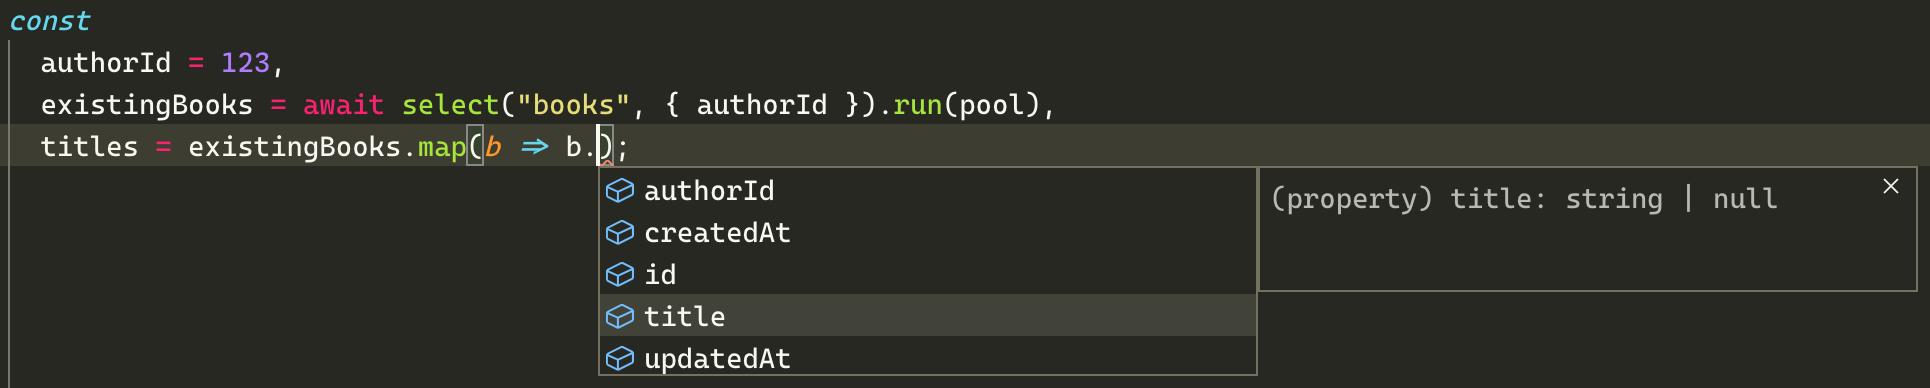 const
authorId = 123,
existingBooks = await select("books", { authorId }).run(pool),
titles = existingBooks.map(b => b.);
authorId
createdAt
id
title
updatedAt
(property) title: string | null